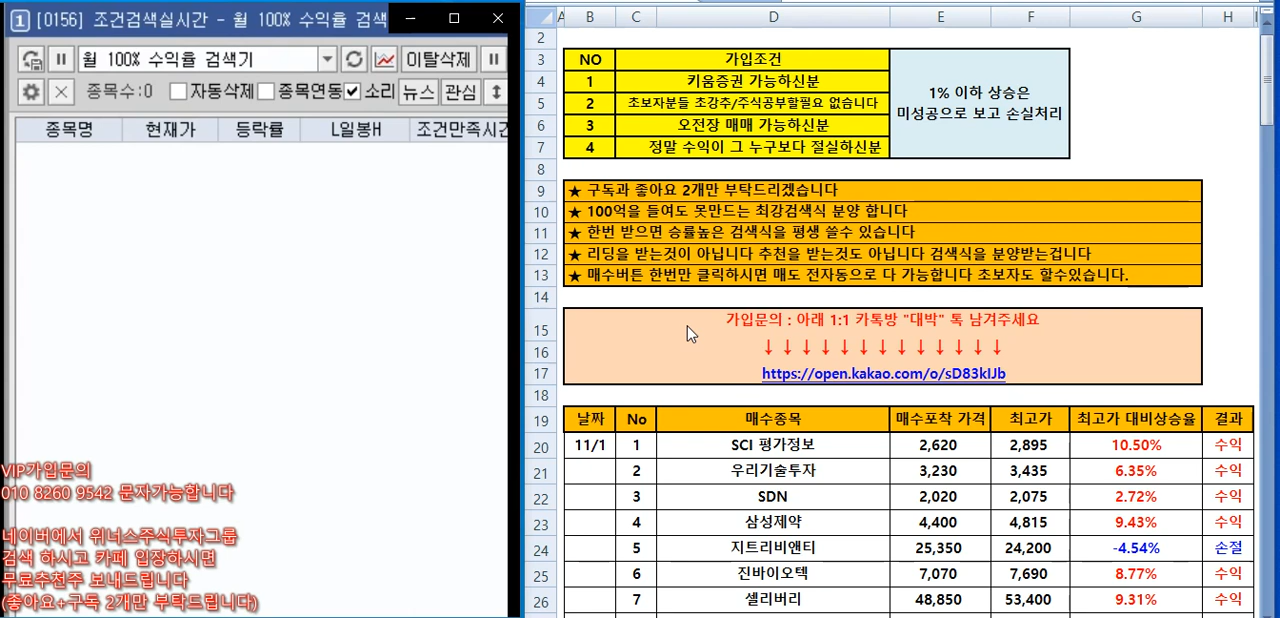 1 [0156] 조건검색실시간 - 월 100% 수익율 검색
월 100% 수익율 검색기
이탈삭제
종목수:0 자동삭제 종목연동 소리 뉴스 관심
종목명 현재가 등락률 L일봉H 조건만족시간
VIP가입문의
010 8260 9542 문자가능합니다
네이버에서 위너스주식투자그룹
검색 하시고 카페 입장하시면
무료추천주 보내드립니다
(좋아요+구독 2개만 부탁드립니다)
A B C D E F G H
2
3 NO 가입조건
4 1 키움증권 가능하신분
5 2 초보자분들 초강추/주식공부할필요 없습니다
6 3 오전장 매매 가능하신분
7 4 정말 수익이 그 누구보다 절실하신분
1% 이하 상승은
미성공으로 보고 손실처리
8
9 ★ 구독과 좋아요 2개만 부탁드리겠습니다
10 ★ 100억을 들여도 못만드는 최강검색식 분양 합니다
11 ★ 한번 받으면 승률높은 검색식을 평생 쓸수 있습니다
12 ★ 리딩을 받는것이 아닙니다 추천을 받는것도 아닙니다 검색식을 분양받는겁니다
13 ★ 매수버튼 한번만 클릭하시면 매도 전자동으로 다 가능합니다 초보자도 할수있습니다.
14
15 가입문의 : 아래 1:1 카톡방 "대박" 톡 남겨주세요
16 ↓ ↓ ↓ ↓ ↓ ↓ ↓ ↓ ↓ ↓ ↓ ↓ ↓
17 https://open.kakao.com/o/sD83kIJb
18
19 날짜 No 매수종목 매수포착 가격 최고가 최고가 대비상승율 결과
20 11/1 1 SCI 평가정보 2,620 2,895 10.50% 수익
21 2 우리기술투자 3,230 3,435 6.35% 수익
22 3 SDN 2,020 2,075 2.72% 수익
23 4 삼성제약 4,400 4,815 9.43% 수익
24 5 지트리비앤티 25,350 24,200 -4.54% 손절
25 6 진바이오텍 7,070 7,690 8.77% 수익
26 7 셀리버리 48,850 53,400 9.31% 수익